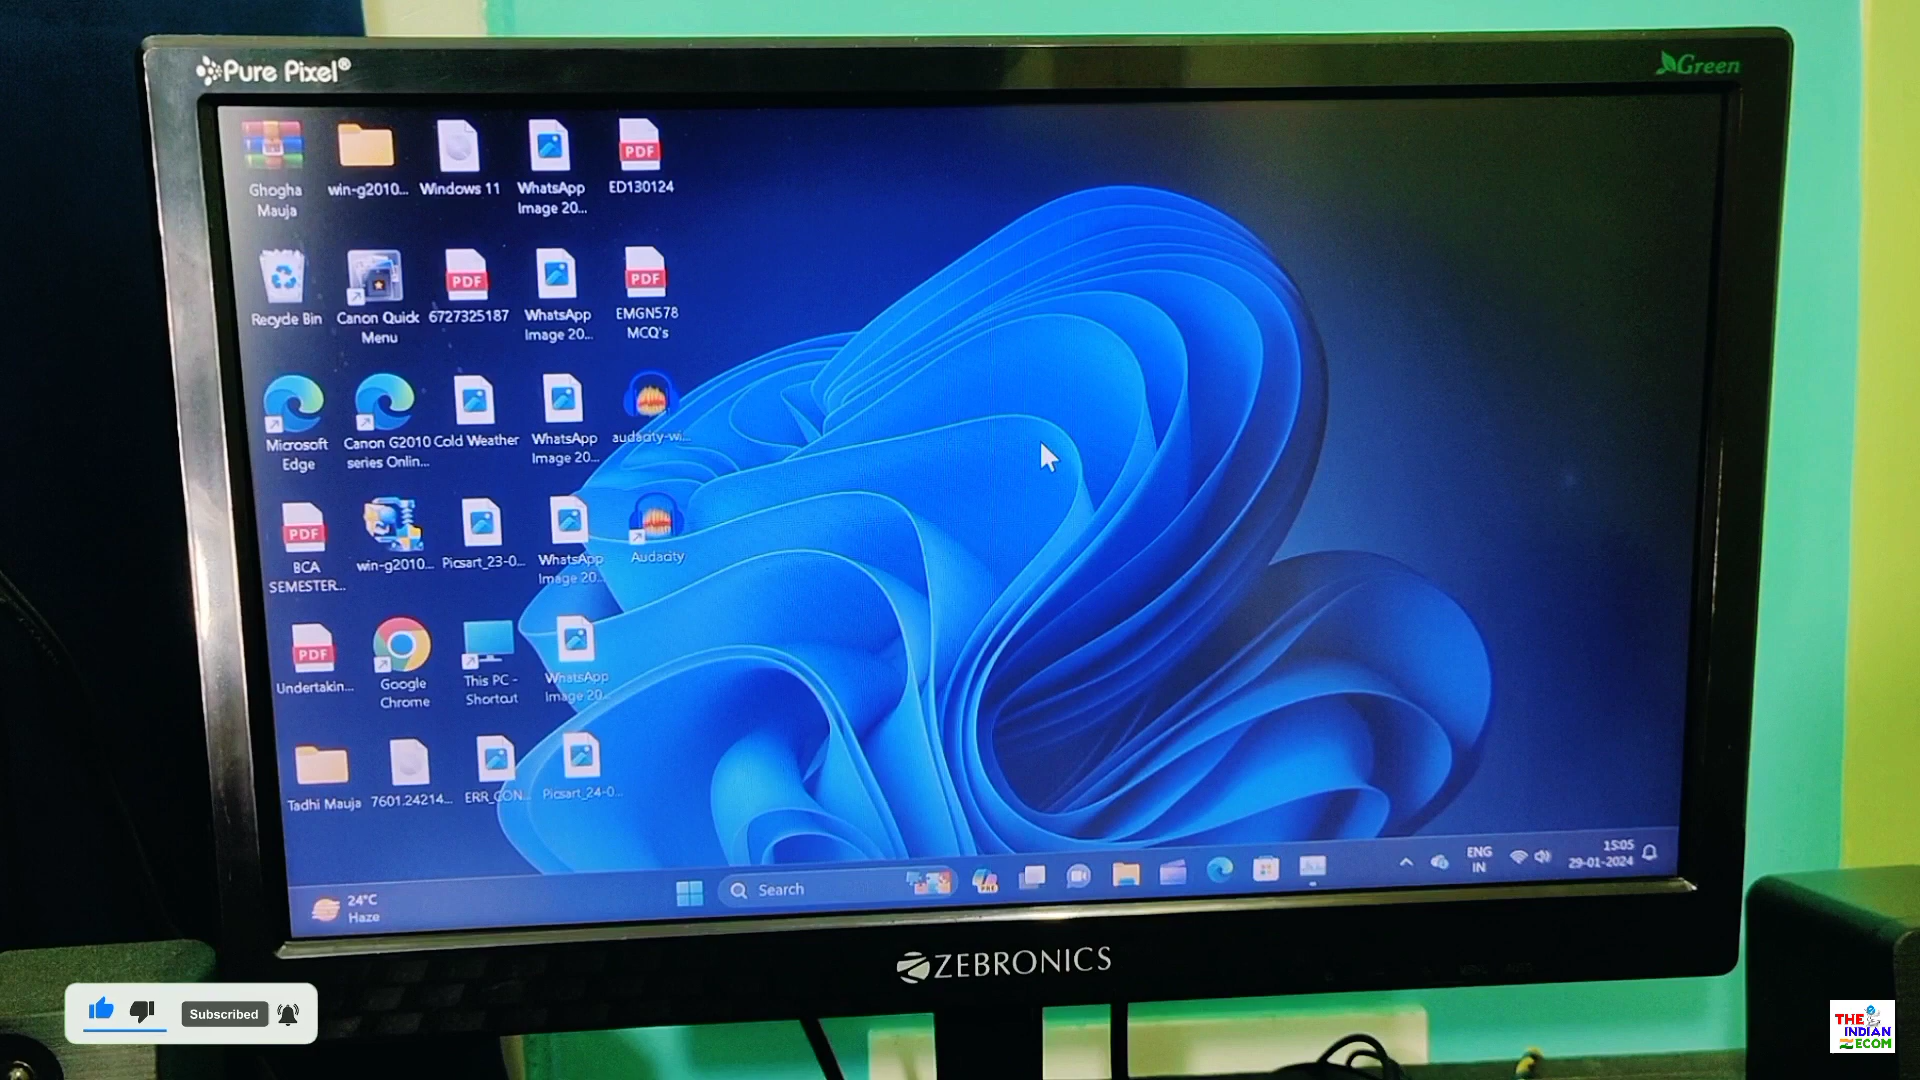 Pure Pixel®
Green
Ghogha
Mauja
win-g2010...
Windows 11
WhatsApp
Image 20...
PDF
ED130124
Recycle Bin
Canon Quick
Menu
PDF
6727325187
WhatsApp
Image 20...
PDF
EMGN578
MCQ's
Microsoft
Edge
Canon G2010
series Onlin...
Cold Weather
WhatsApp
Image 20...
audacity-wi...
PDF
BCA
SEMESTER...
win-g2010...
Picsart_23-0...
WhatsApp
Image 20...
Audacity
PDF
Undertakin...
Google
Chrome
This PC -
Shortcut
WhatsApp
Image 20...
Tadhi Mauja
7601.24214...
ERR_CON...
Picsart_24-0...
24°C
Haze
Search
PRE
ENG
IN
15:05
29-01-2024
ZEBRONICS
Subscribed
THE
INDIAN
ECOM